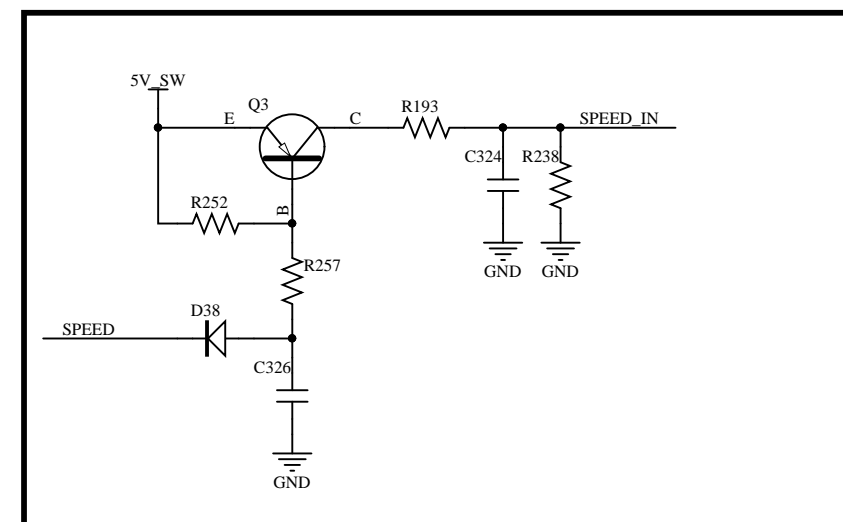 5V_SW
Q3
E
C
R193
SPEED_IN
C324
R238
R252
B
GND
GND
R257
D38
SPEED
C326
GND